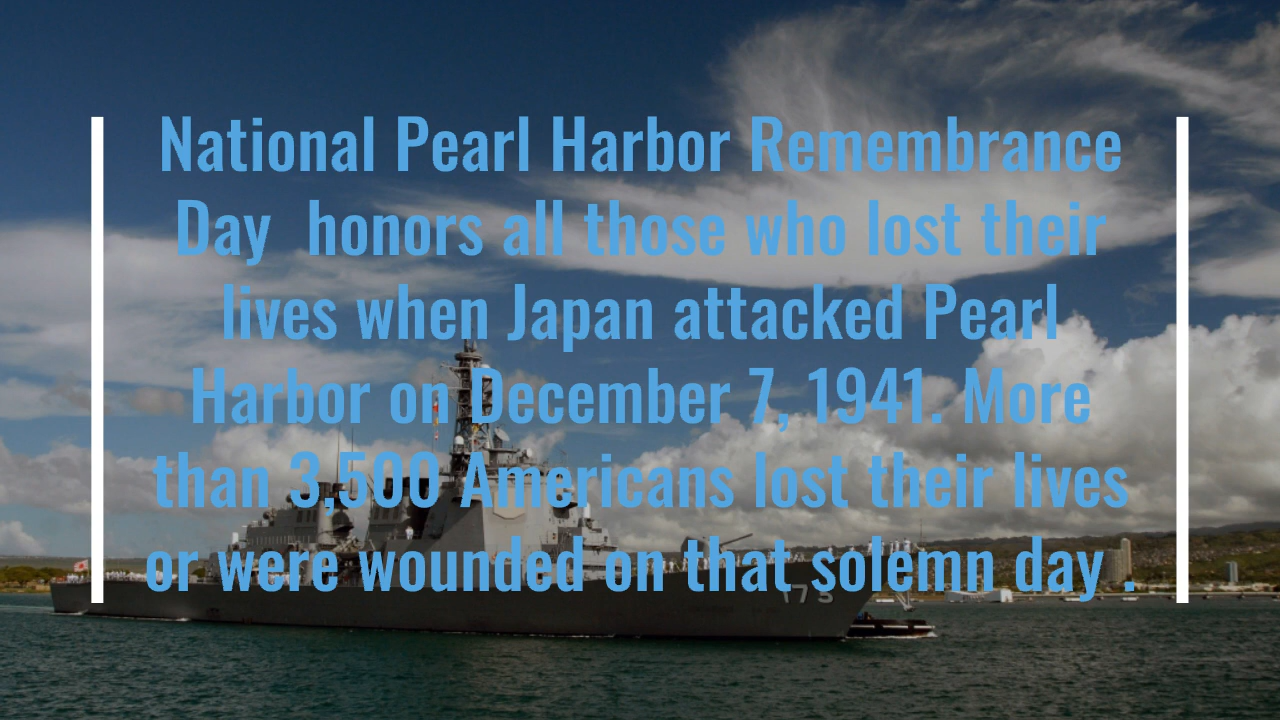 National Pearl Harbor Remembrance
Day  honors all those who lost their
lives when Japan attacked Pearl
Harbor on December 7, 1941. More
than 3,500 Americans lost their lives
or were wounded on that solemn day .
173